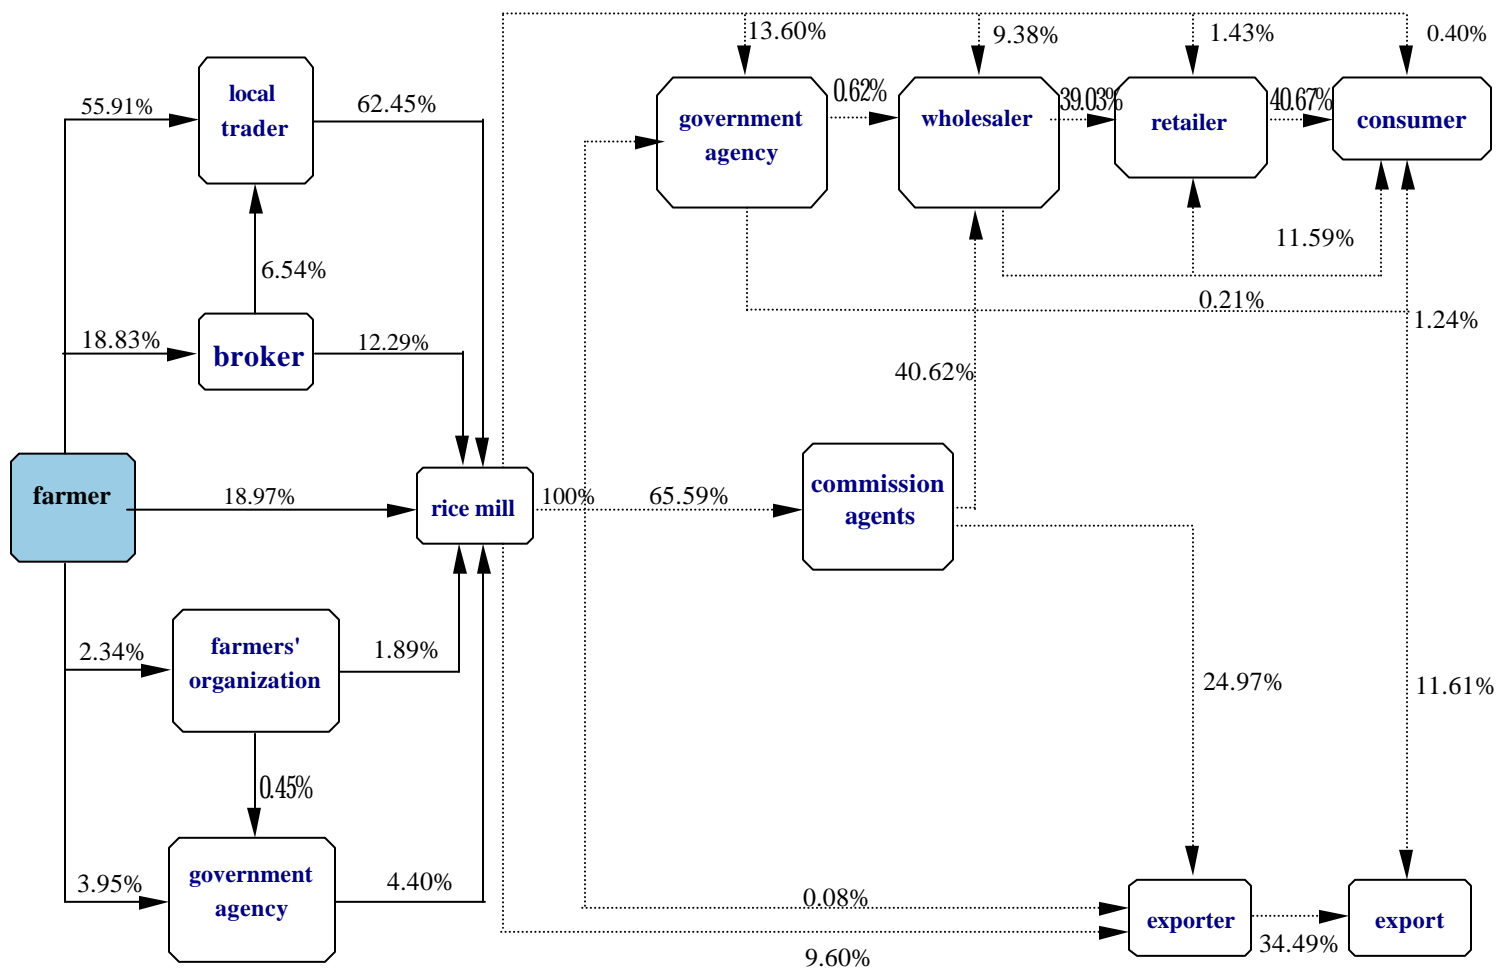 13.60%
9.38%
1.43%
0.40%
55.91%
local
trader
62.45%
0.62%
39.03%
40.67%
government
agency
wholesaler
retailer
consumer
6.54%
11.59%
0.21%
1.24%
18.83%
broker
12.29%
40.62%
farmer
18.97%
rice mill
100%
65.59%
commission
agents
2.34%
farmers'
organization
1.89%
24.97%
11.61%
0.45%
3.95%
government
agency
4.40%
0.08%
exporter
export
34.49%
9.60%